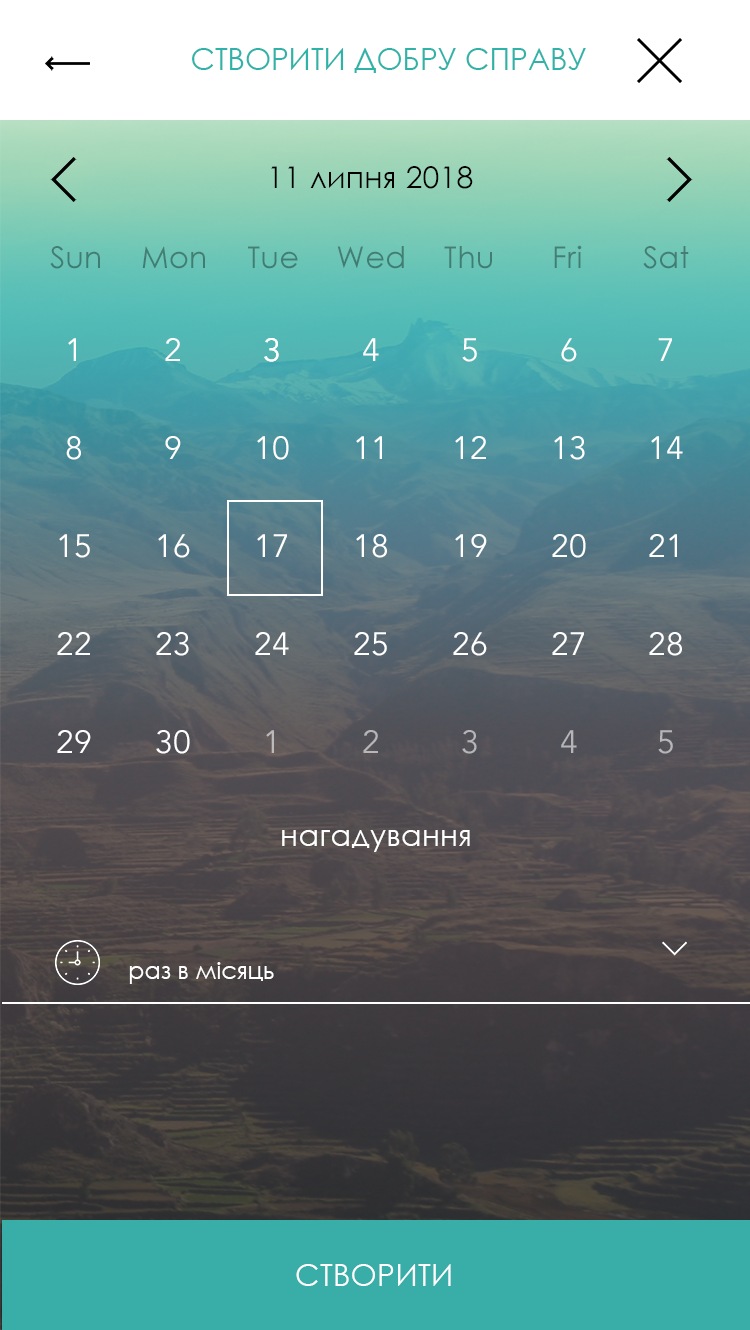 СТВОРИТИ ДОБРУ СПРАВУ
11 липня 2018
Sun Mon Tue Wed Thu Fri Sat
1 2 3 4 5 6 7
8 9 10 11 12 13 14
15 16 17 18 19 20 21
22 23 24 25 26 27 28
29 30 1 2 3 4 5
нагадування
раз в місяць
СТВОРИТИ